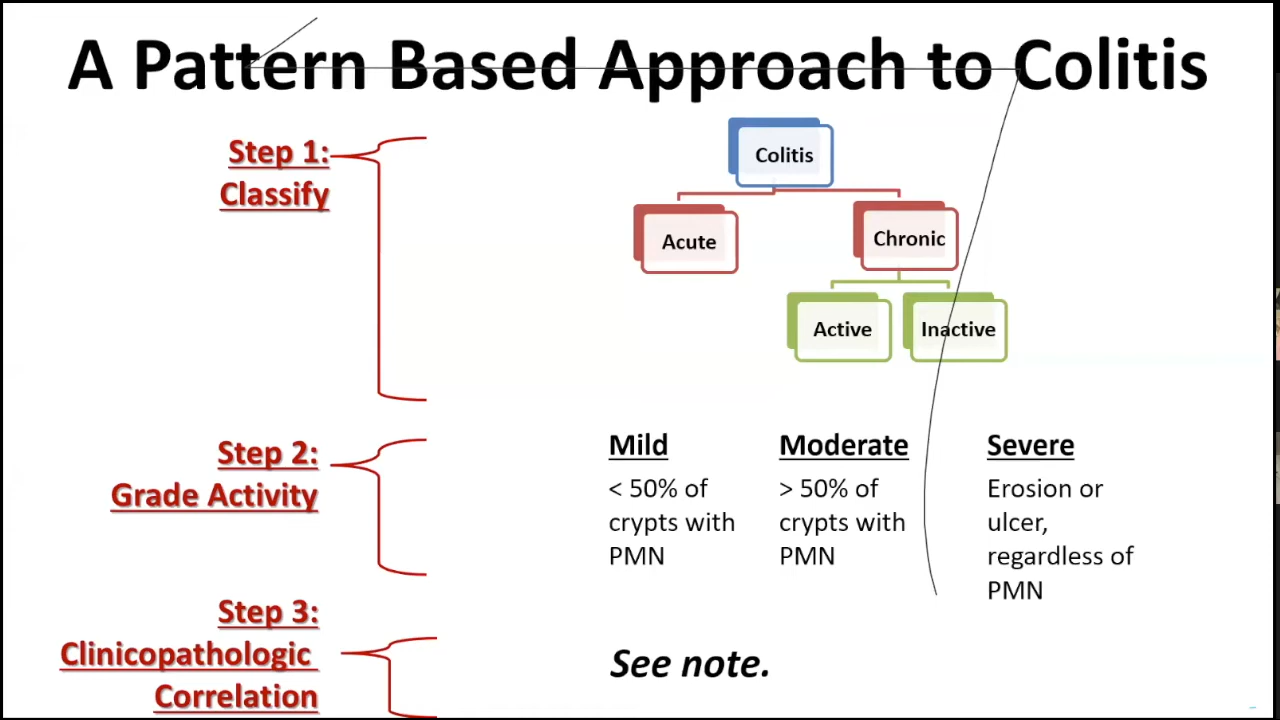 A Pattern Based Approach to Colitis
Step 1:
Classify
Colitis
Acute
Chronic
Active
Inactive
Step 2:
Grade Activity
Mild
< 50% of
crypts with
PMN
Moderate
> 50% of
crypts with
PMN
Severe
Erosion or
ulcer,
regardless of
PMN
Step 3:
Clinicopathologic
Correlation
See note.